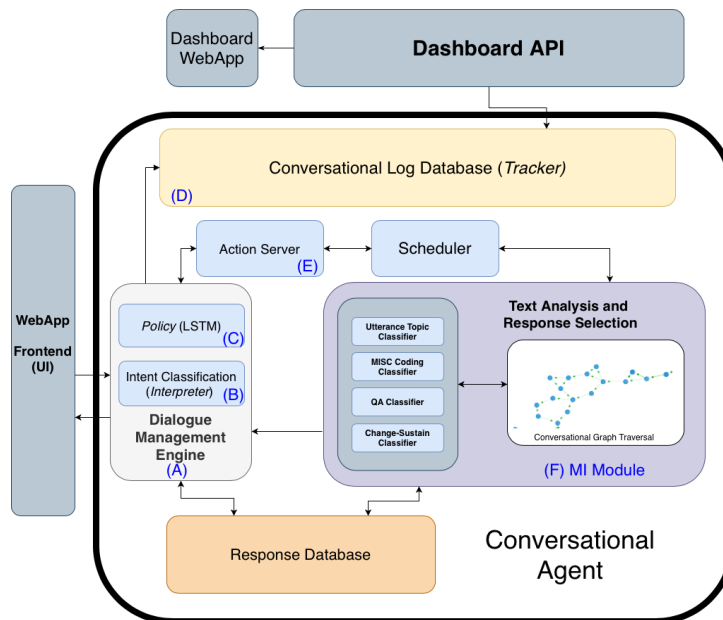 Dashboard
WebApp
Dashboard API
Conversational Log Database (Tracker)
(D)
Action Server
(E)
Scheduler
WebApp
Frontend
(UI)
Policy (LSTM)
(C)
Intent Classification
(Interpreter)
(B)
Dialogue
Management
Engine
(A)
Utterance Topic
Classifier
MISC Coding
Classifier
QA Classifier
Change-Sustain
Classifier
Text Analysis and
Response Selection
Conversational Graph Traversal
(F) MI Module
Response Database
Conversational
Agent